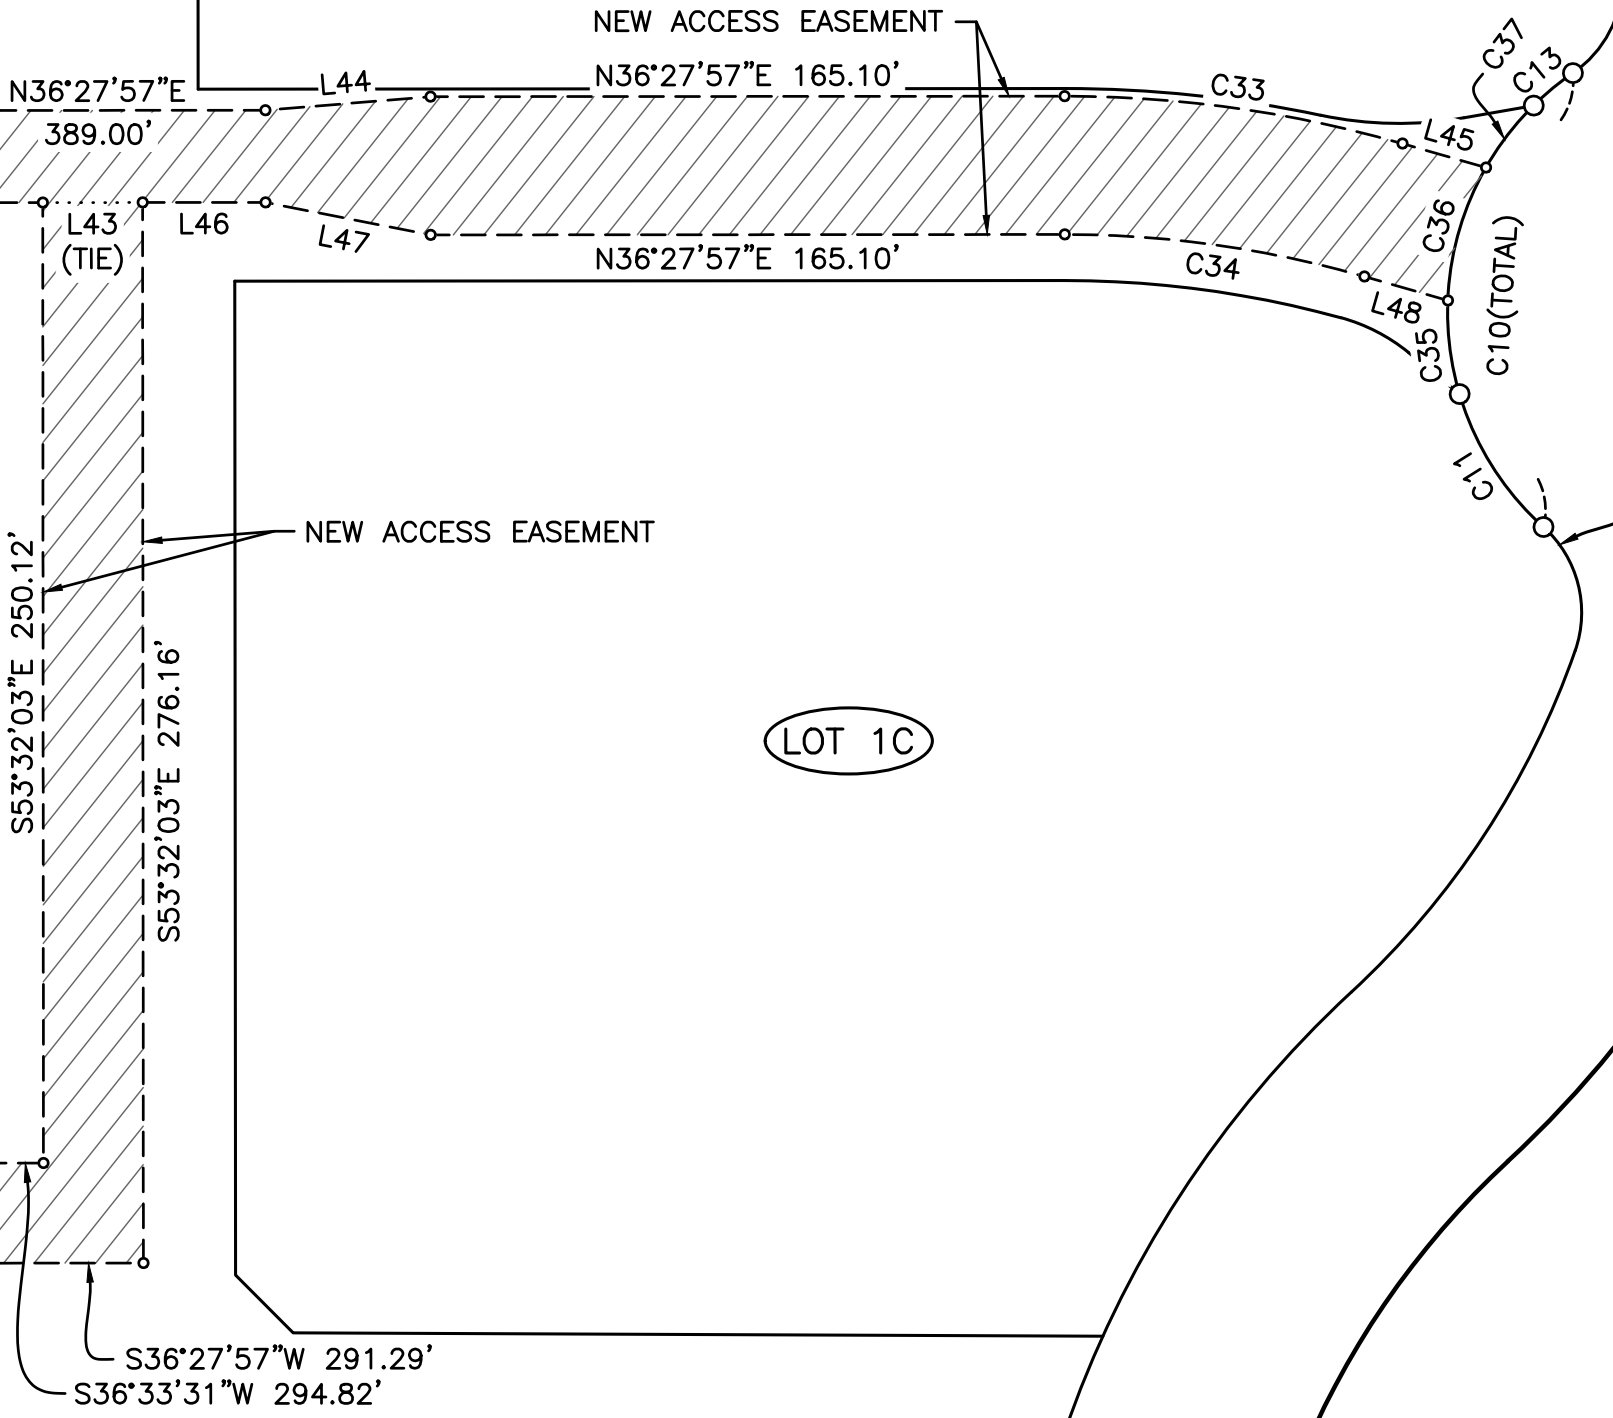 NEW ACCESS EASEMENT
C37
C13
N36°27'57"E
389.00'
L44
N36°27'57"E 165.10'
C33
L45
L43
(TIE)
L46
L47
N36°27'57"E 165.10'
C34
L48
C36
C35
C10(TOTAL)
C11
NEW ACCESS EASEMENT
S53°32'03"E 250.12'
S53°32'03"E 276.16'
LOT 1C
S36°27'57"W 291.29'
S36°33'31"W 294.82'